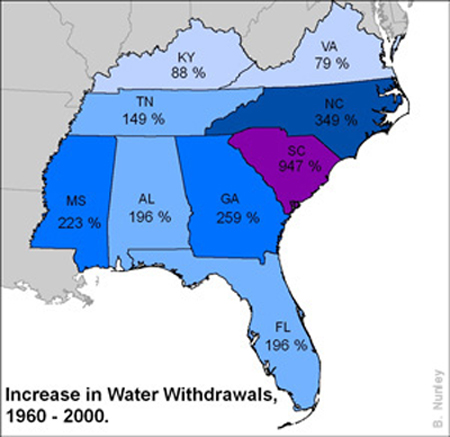 KY
88 %
VA
79 %
TN
149 %
NC
349 %
SC
947 %
MS
223 %
AL
196 %
GA
259 %
FL
196 %
Increase in Water Withdrawals,
1960 - 2000.
B. Nunley